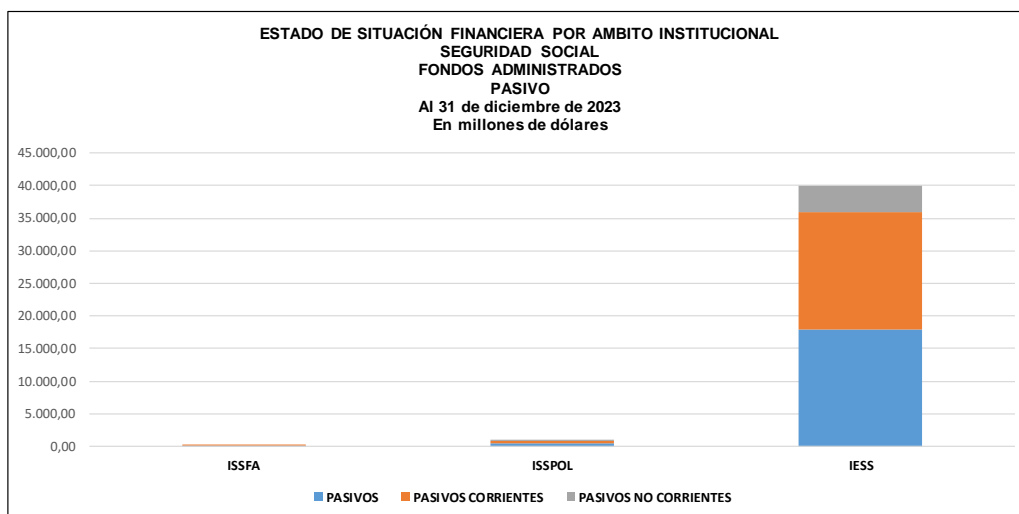 ESTADO DE SITUACIÓN FINANCIERA POR AMBITO INSTITUCIONAL
SEGURIDAD SOCIAL
FONDOS ADMINISTRADOS
PASIVO
Al 31 de diciembre de 2023
En millones de dólares
45.000,00
40.000,00
35.000,00
30.000,00
25.000,00
20.000,00
15.000,00
10.000,00
5.000,00
0,00
ISSFA ISSPOL IESS
PASIVOS PASIVOS CORRIENTES PASIVOS NO CORRIENTES